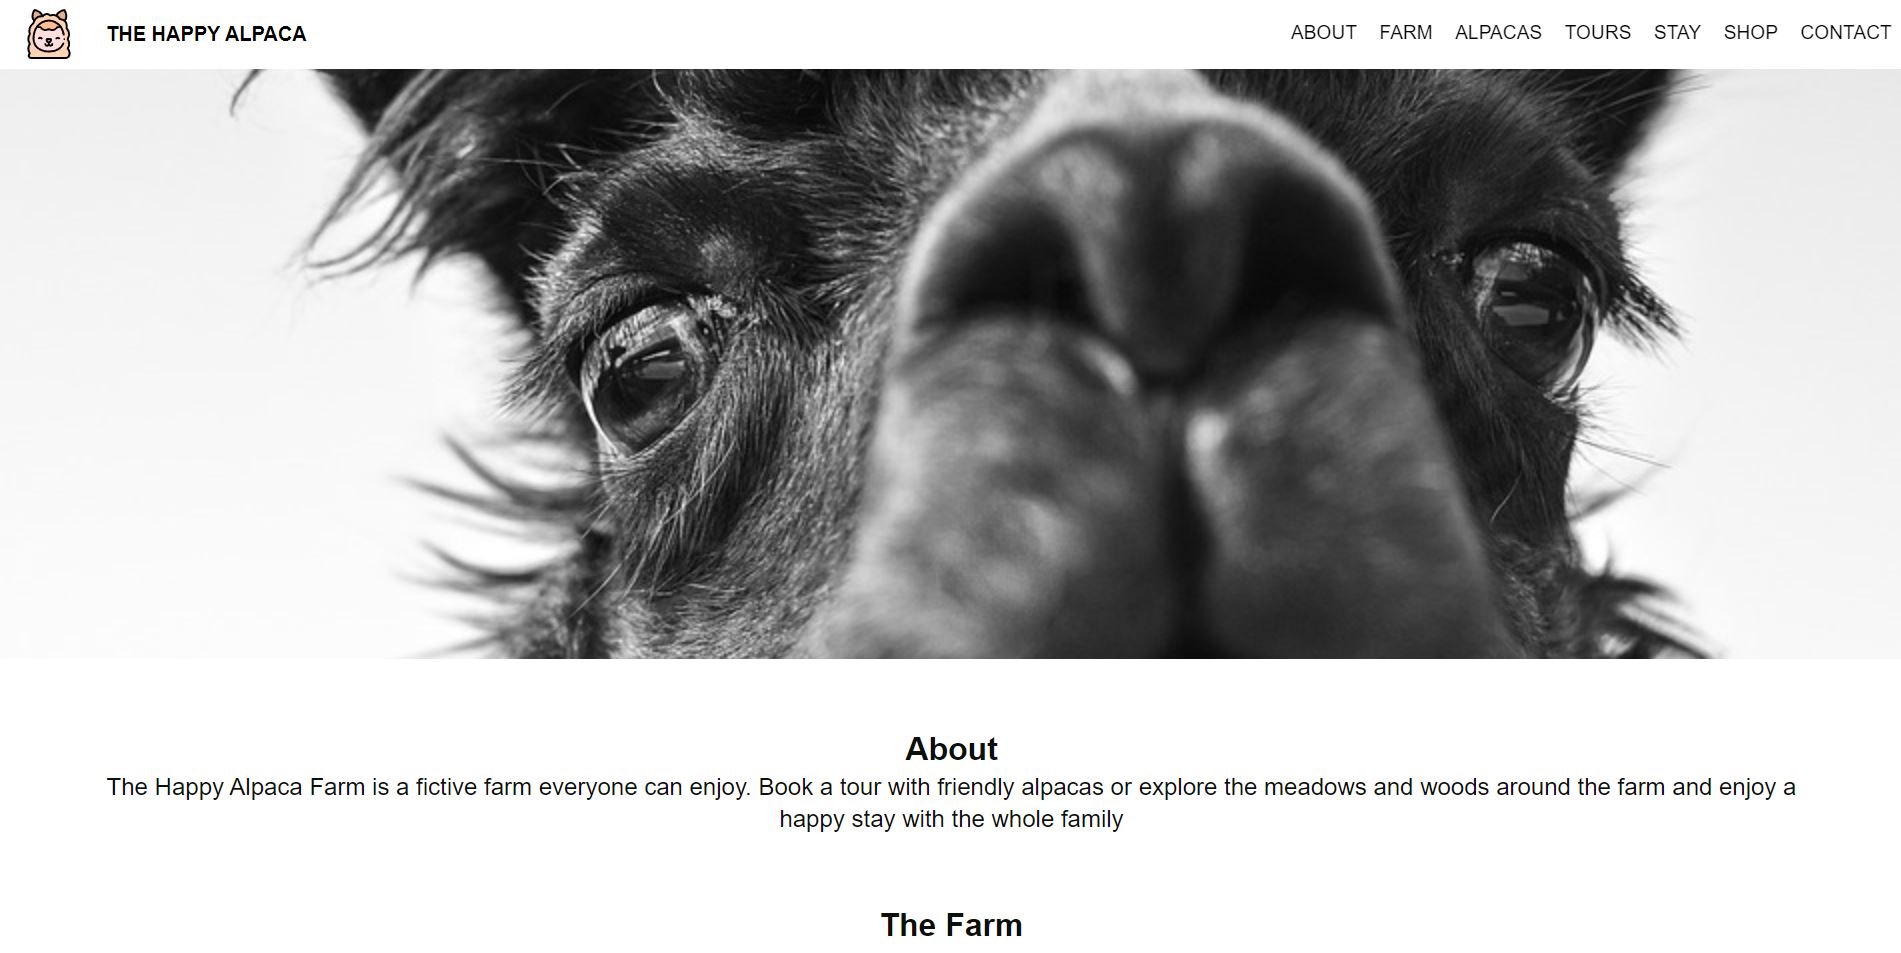 THE HAPPY ALPACA
ABOUT FARM ALPACAS TOURS STAY SHOP CONTACT
About
The Happy Alpaca Farm is a fictive farm everyone can enjoy. Book a tour with friendly alpacas or explore the meadows and woods around the farm and enjoy a
happy stay with the whole family
The Farm